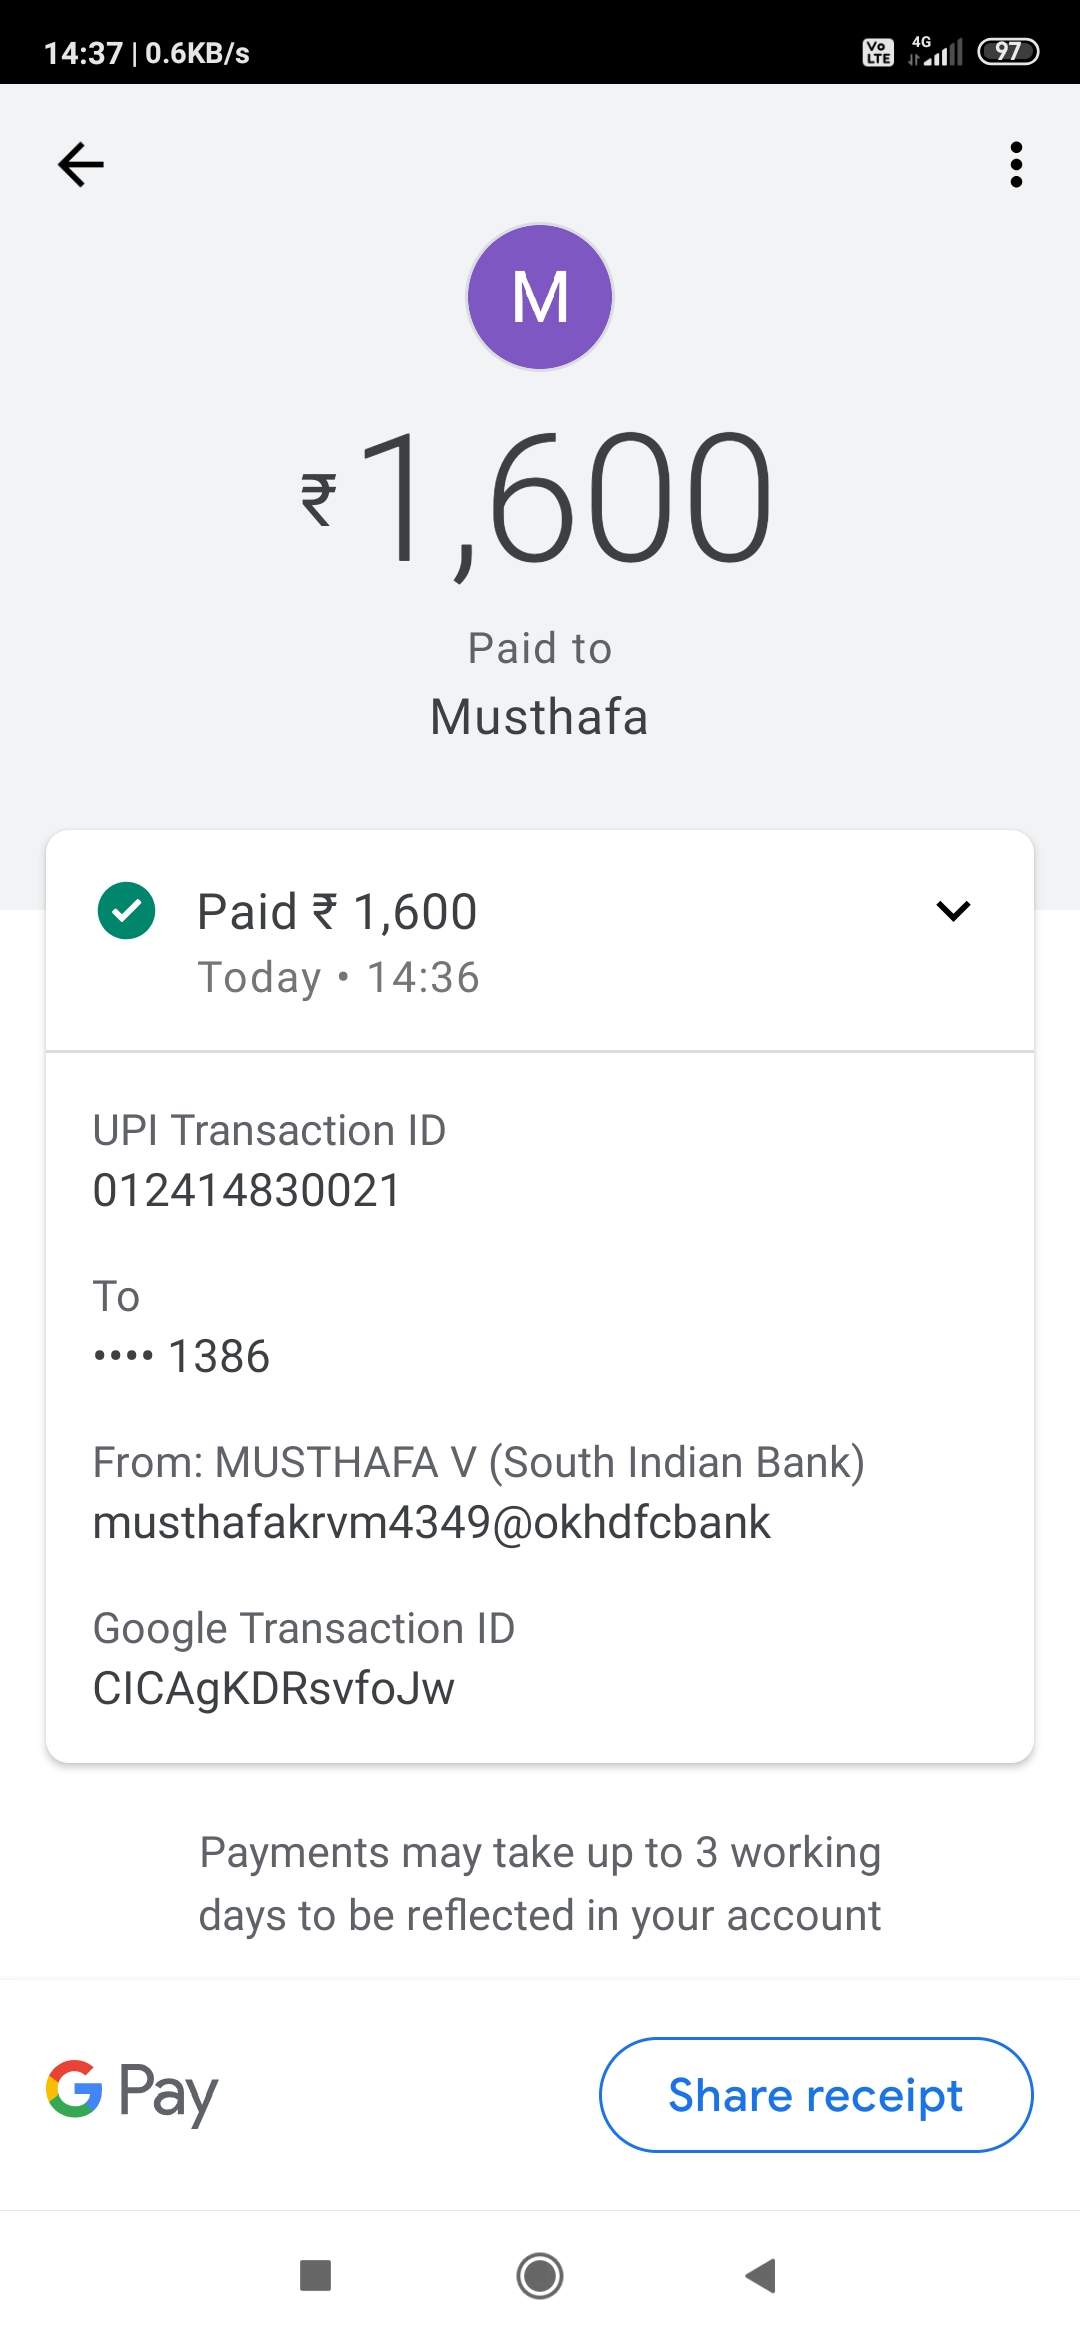 14:37 | 0.6KB/s Vo LTE 4G 97
M
₹1,600
Paid to
Musthafa
Paid ₹ 1,600
Today • 14:36
UPI Transaction ID
012414830021
To
•••• 1386
From: MUSTHAFA V (South Indian Bank)
musthafakrvm4349@okhdfcbank
Google Transaction ID
CICAgKDRsvfoJw
Payments may take up to 3 working
days to be reflected in your account
G Pay Share receipt